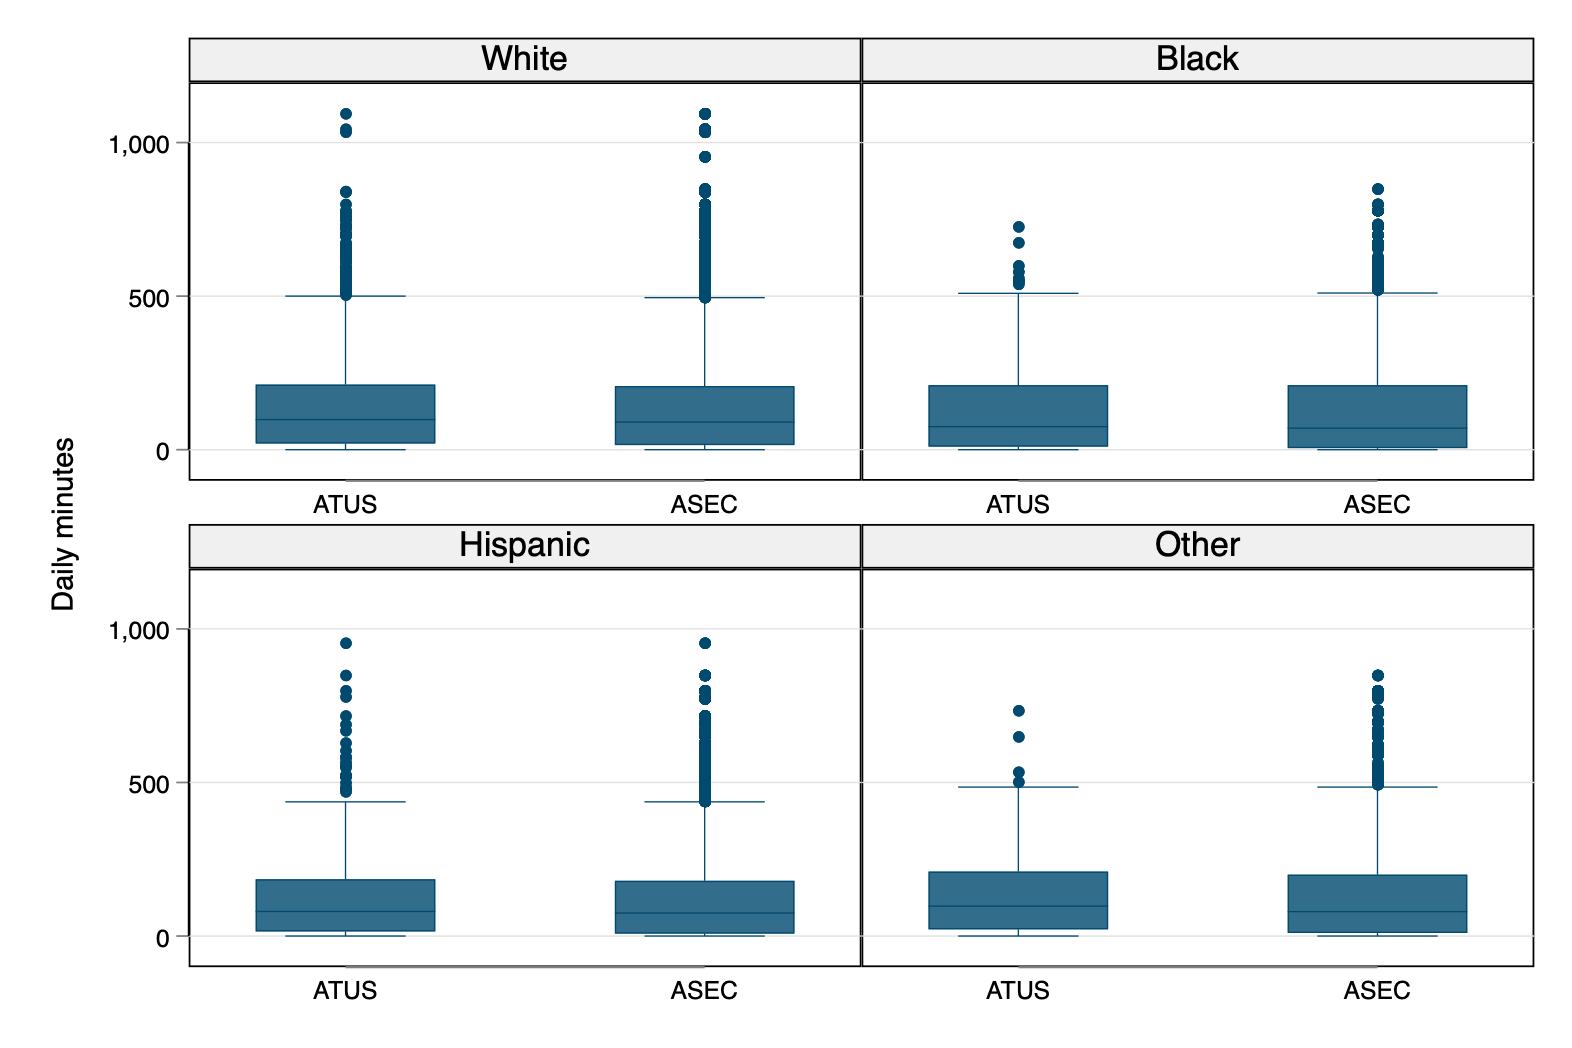 White
Black
1,000
500
0
ATUS
ASEC
ATUS
ASEC
Daily minutes
Hispanic
Other
1,000
500
0
ATUS
ASEC
ATUS
ASEC